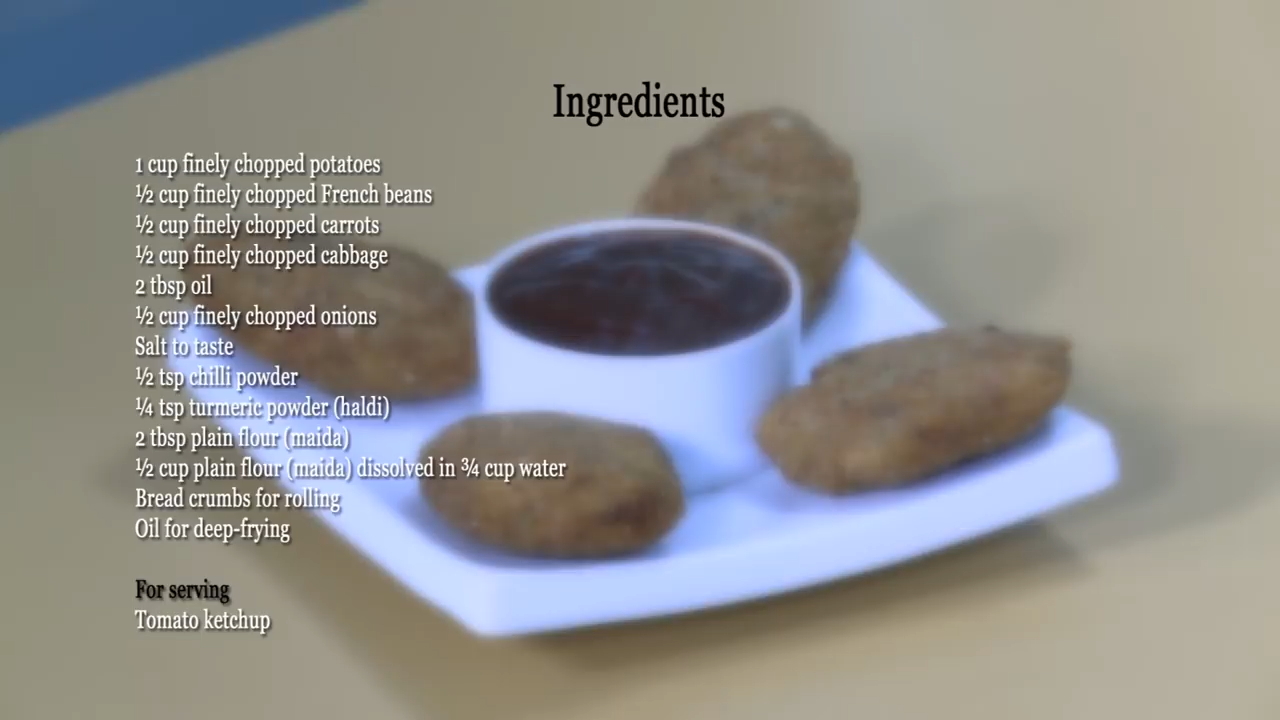 Ingredients
1 cup finely chopped potatoes
½ cup finely chopped French beans
½ cup finely chopped carrots
½ cup finely chopped cabbage
2 tbsp oil
½ cup finely chopped onions
Salt to taste
½ tsp chilli powder
¼ tsp turmeric powder (haldi)
2 tbsp plain flour (maida)
½ cup plain flour (maida) dissolved in ¾ cup water
Bread crumbs for rolling
Oil for deep-frying
For serving
Tomato ketchup